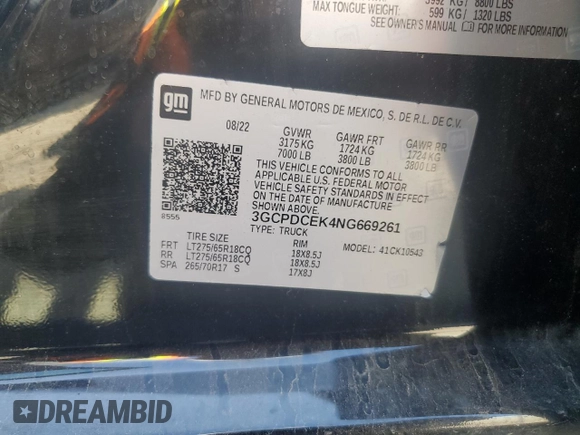 3992 KG/ 8800 LBS
MAX TONGUE WEIGHT: 599 KG/ 1320 LBS
SEE OWNER'S MANUAL FOR MORE INFORMATION
gm
MFD BY GENERAL MOTORS DE MEXICO, S. DE R.L. DE C.V.
08/22 GVWR GAWR FRT GAWR RR
3175 KG 1724 KG 1724 KG
7000 LB 3800 LB 3800 LB
THIS VEHICLE CONFORMS TO ALL
APPLICABLE U.S. FEDERAL MOTOR
VEHICLE SAFETY STANDARDS IN EFFECT
ON THE DATE OF MANUFACTURE
SHOWN ABOVE.
3GCPDCEK4NG669261
TYPE: TRUCK
MODEL: 41CK10543
TIRE SIZE RIM
FRT LT275/65R18CQ 18X8.5J
RR LT275/65R18CQ 18X8.5J
SPA 265/70R17 S 17X8J
DREAMBID